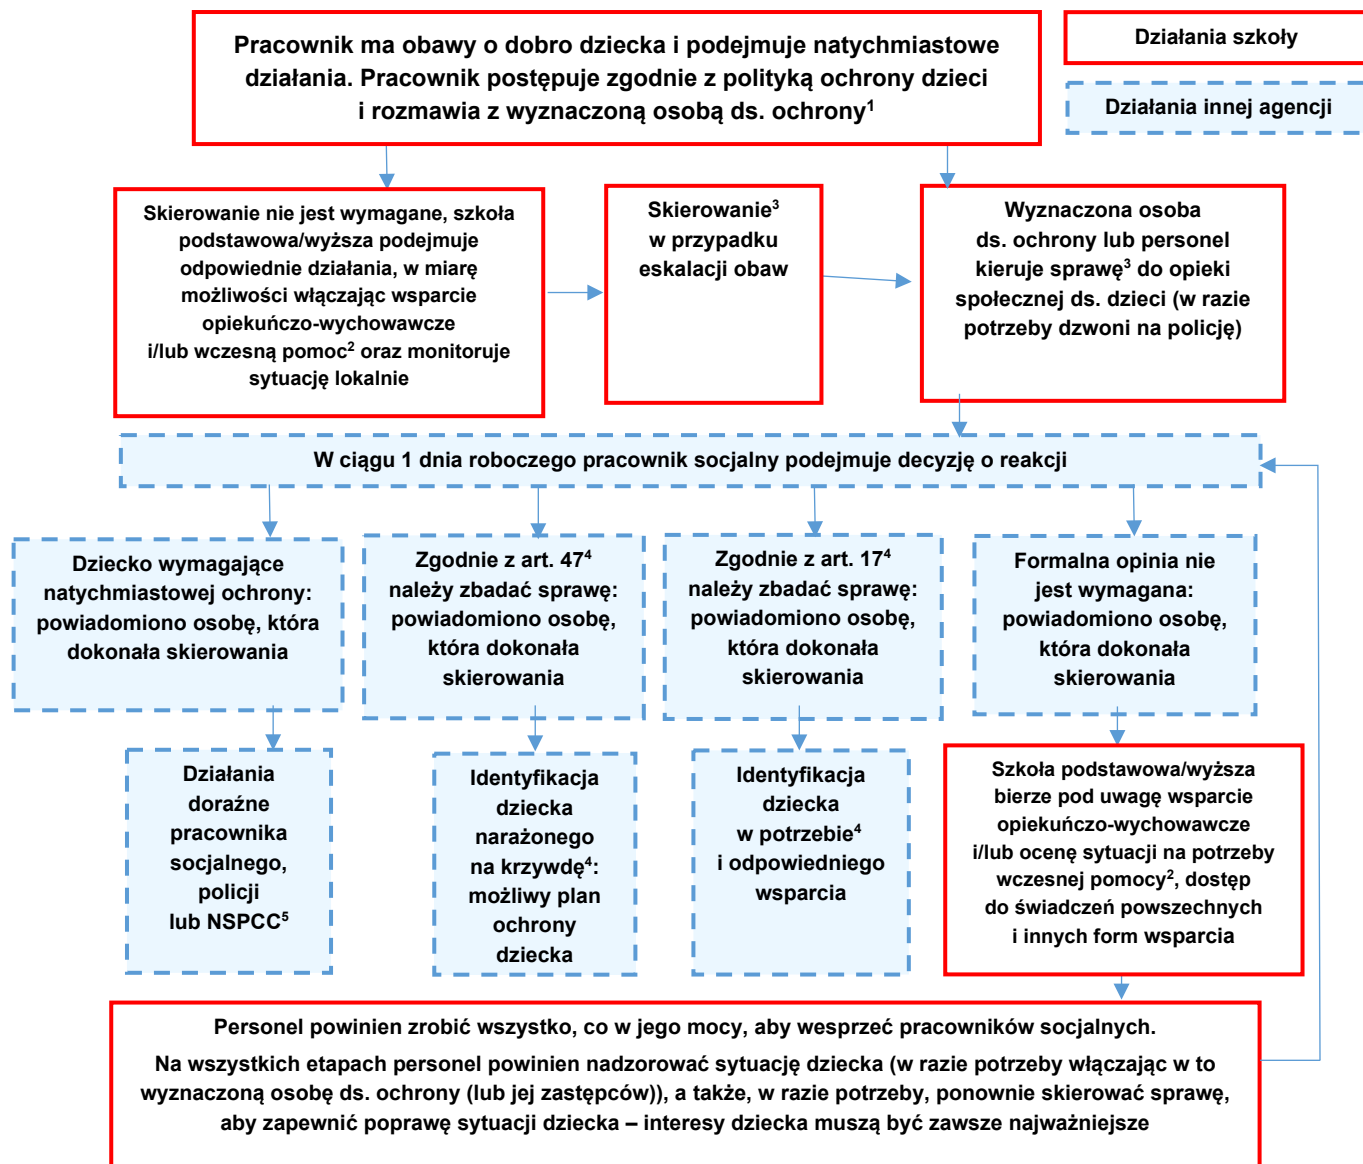 Pracownik ma obawy o dobro dziecka i podejmuje natychmiastowe
działania. Pracownik postępuje zgodnie z polityką ochrony dzieci
i rozmawia z wyznaczoną osobą ds. ochrony¹
Działania szkoły
Działania innej agencji
Skierowanie nie jest wymagane, szkoła
podstawowa/wyższa podejmuje
odpowiednie działania, w miarę
możliwości włączając wsparcie
opiekuńczo-wychowawcze
i/lub wczesną pomoc² oraz monitoruje
sytuację lokalnie
Skierowanie³
w przypadku
eskalacji obaw
Wyznaczona osoba
ds. ochrony lub personel
kieruje sprawę³ do opieki
społecznej ds. dzieci (w razie
potrzeby dzwoni na policję)
W ciągu 1 dnia roboczego pracownik socjalny podejmuje decyzję o reakcji
Dziecko wymagające
natychmiastowej ochrony:
powiadomiono osobę, która
dokonała skierowania
Zgodnie z art. 47⁴
należy zbadać sprawę:
powiadomiono osobę,
która dokonała
skierowania
Zgodnie z art. 17⁴
należy zbadać sprawę:
powiadomiono osobę,
która dokonała
skierowania
Formalna opinia nie
jest wymagana:
powiadomiono osobę,
która dokonała
skierowania
Działania
doraźne
pracownika
socjalnego,
policji
lub NSPCC⁵
Identyfikacja
dziecka
narażonego
na krzywdę⁴:
możliwy plan
ochrony
dziecka
Identyfikacja
dziecka
w potrzebie⁴
i odpowiedniego
wsparcia
Szkoła podstawowa/wyższa
bierze pod uwagę wsparcie
opiekuńczo-wychowawcze
i/lub ocenę sytuacji na potrzeby
wczesnej pomocy², dostęp
do świadczeń powszechnych
i innych form wsparcia
Personel powinien zrobić wszystko, co w jego mocy, aby wesprzeć pracowników socjalnych.
Na wszystkich etapach personel powinien nadzorować sytuację dziecka (w razie potrzeby włączając w to
wyznaczoną osobę ds. ochrony (lub jej zastępców)), a także, w razie potrzeby, ponownie skierować sprawę,
aby zapewnić poprawę sytuacji dziecka – interesy dziecka muszą być zawsze najważniejsze